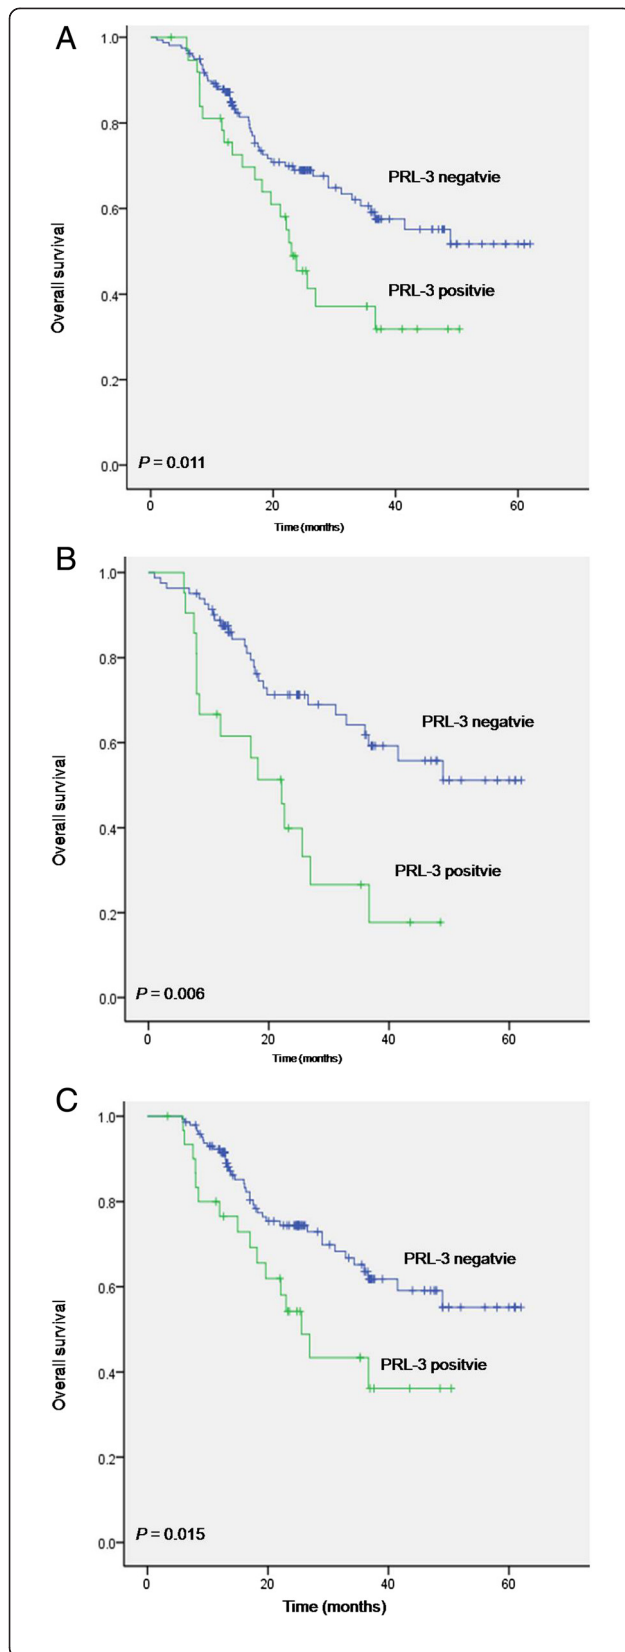 A
1.0
0.8
PRL-3 negatvie
0.6
Overall survival
PRL-3 positvie
0.4
0.2
P = 0.011
0.0
0 20 40 60
Time (months)
B
1.0
0.8
PRL-3 negatvie
0.6
Overall survival
0.4
PRL-3 positvie
0.2
P = 0.006
0.0
0 20 40 60
Time (months)
C
1.0
0.8
PRL-3 negatvie
0.6
Overall survival
PRL-3 positvie
0.4
0.2
P = 0.015
0.0
0 20 40 60
Time (months)